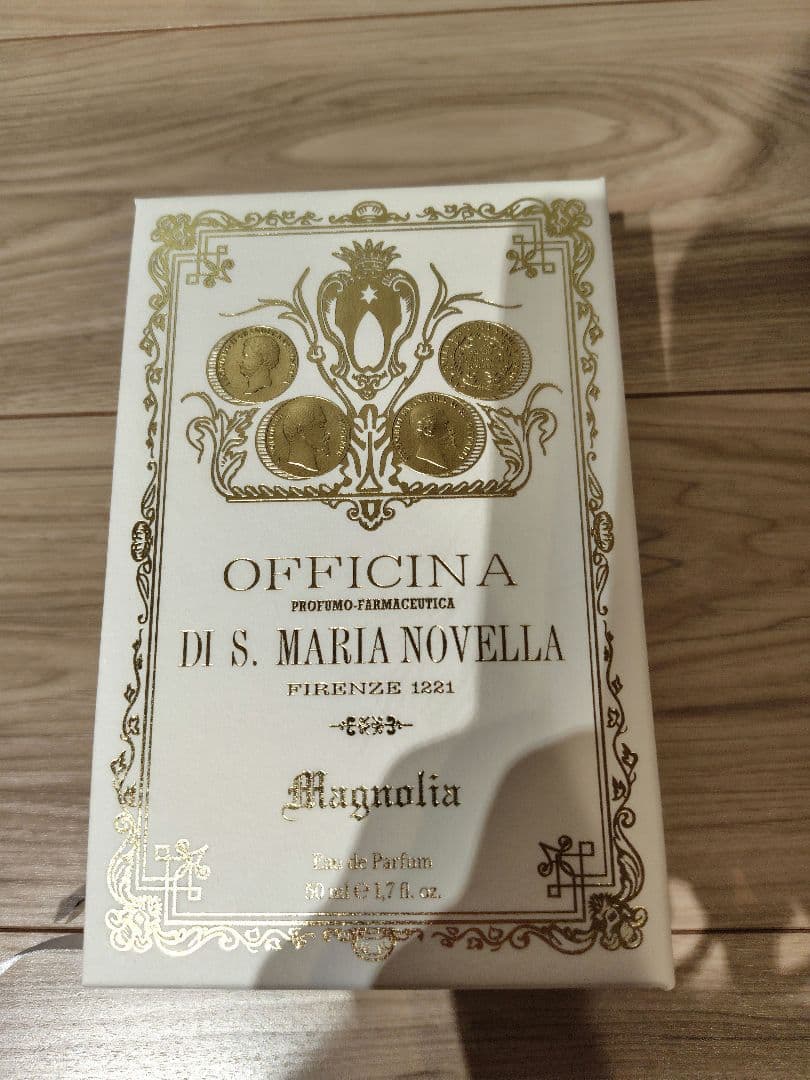 OFFICINA
PROFUMO-FARMACEUTICA
DI S. MARIA NOVELLA
FIRENZE 1221
Magnolia
Eau de Parfum
50 ml ℮ 1,7 fl. oz.